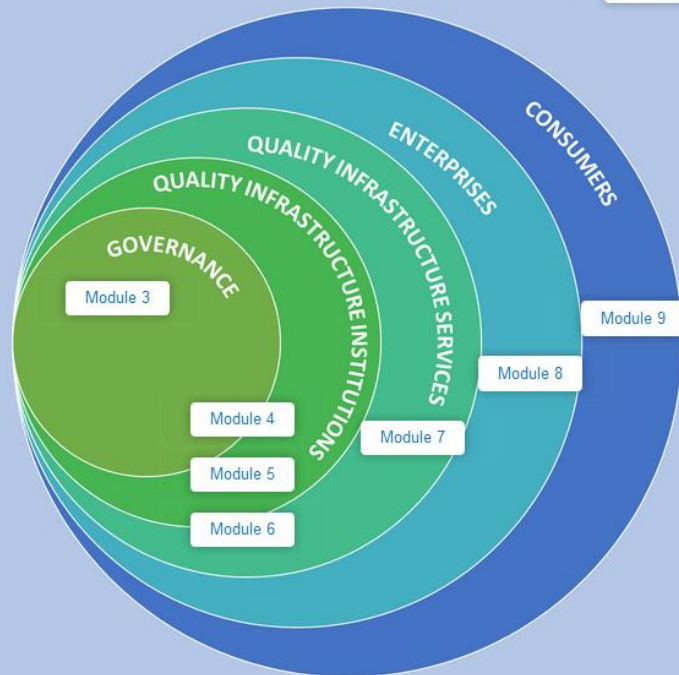 CONSUMERS
ENTERPRISES
QUALITY INFRASTRUCTURE SERVICES
QUALITY INFRASTRUCTURE INSTITUTIONS
GOVERNANCE
Module 3
Module 9
Module 8
Module 4
Module 7
Module 5
Module 6